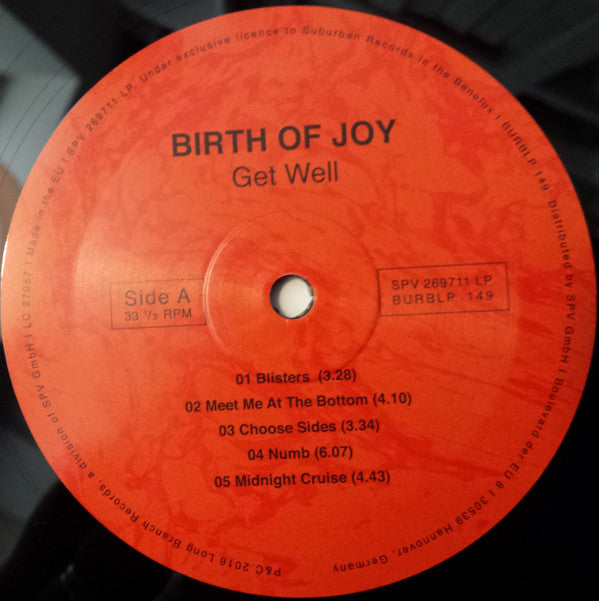 BIRTH OF JOY
Get Well
Side A
33 ⅓ RPM
SPV 269711 LP
BURBLP 149
01 Blisters (3.28)
02 Meet Me At The Bottom (4.10)
03 Choose Sides (3.34)
04 Numb (6.07)
05 Midnight Cruise (4.43)
P&C 2016 Long Branch Records, a division of SPV GmbH I LC 27057 I Made in the EU I SPV 269711 LP. Under exclusive licence to Suburban Records in the Benelux I BURBLP 149. Distributed by SPV GmbH I Boulevard der EU 8 I 30539 Hannover, Germany